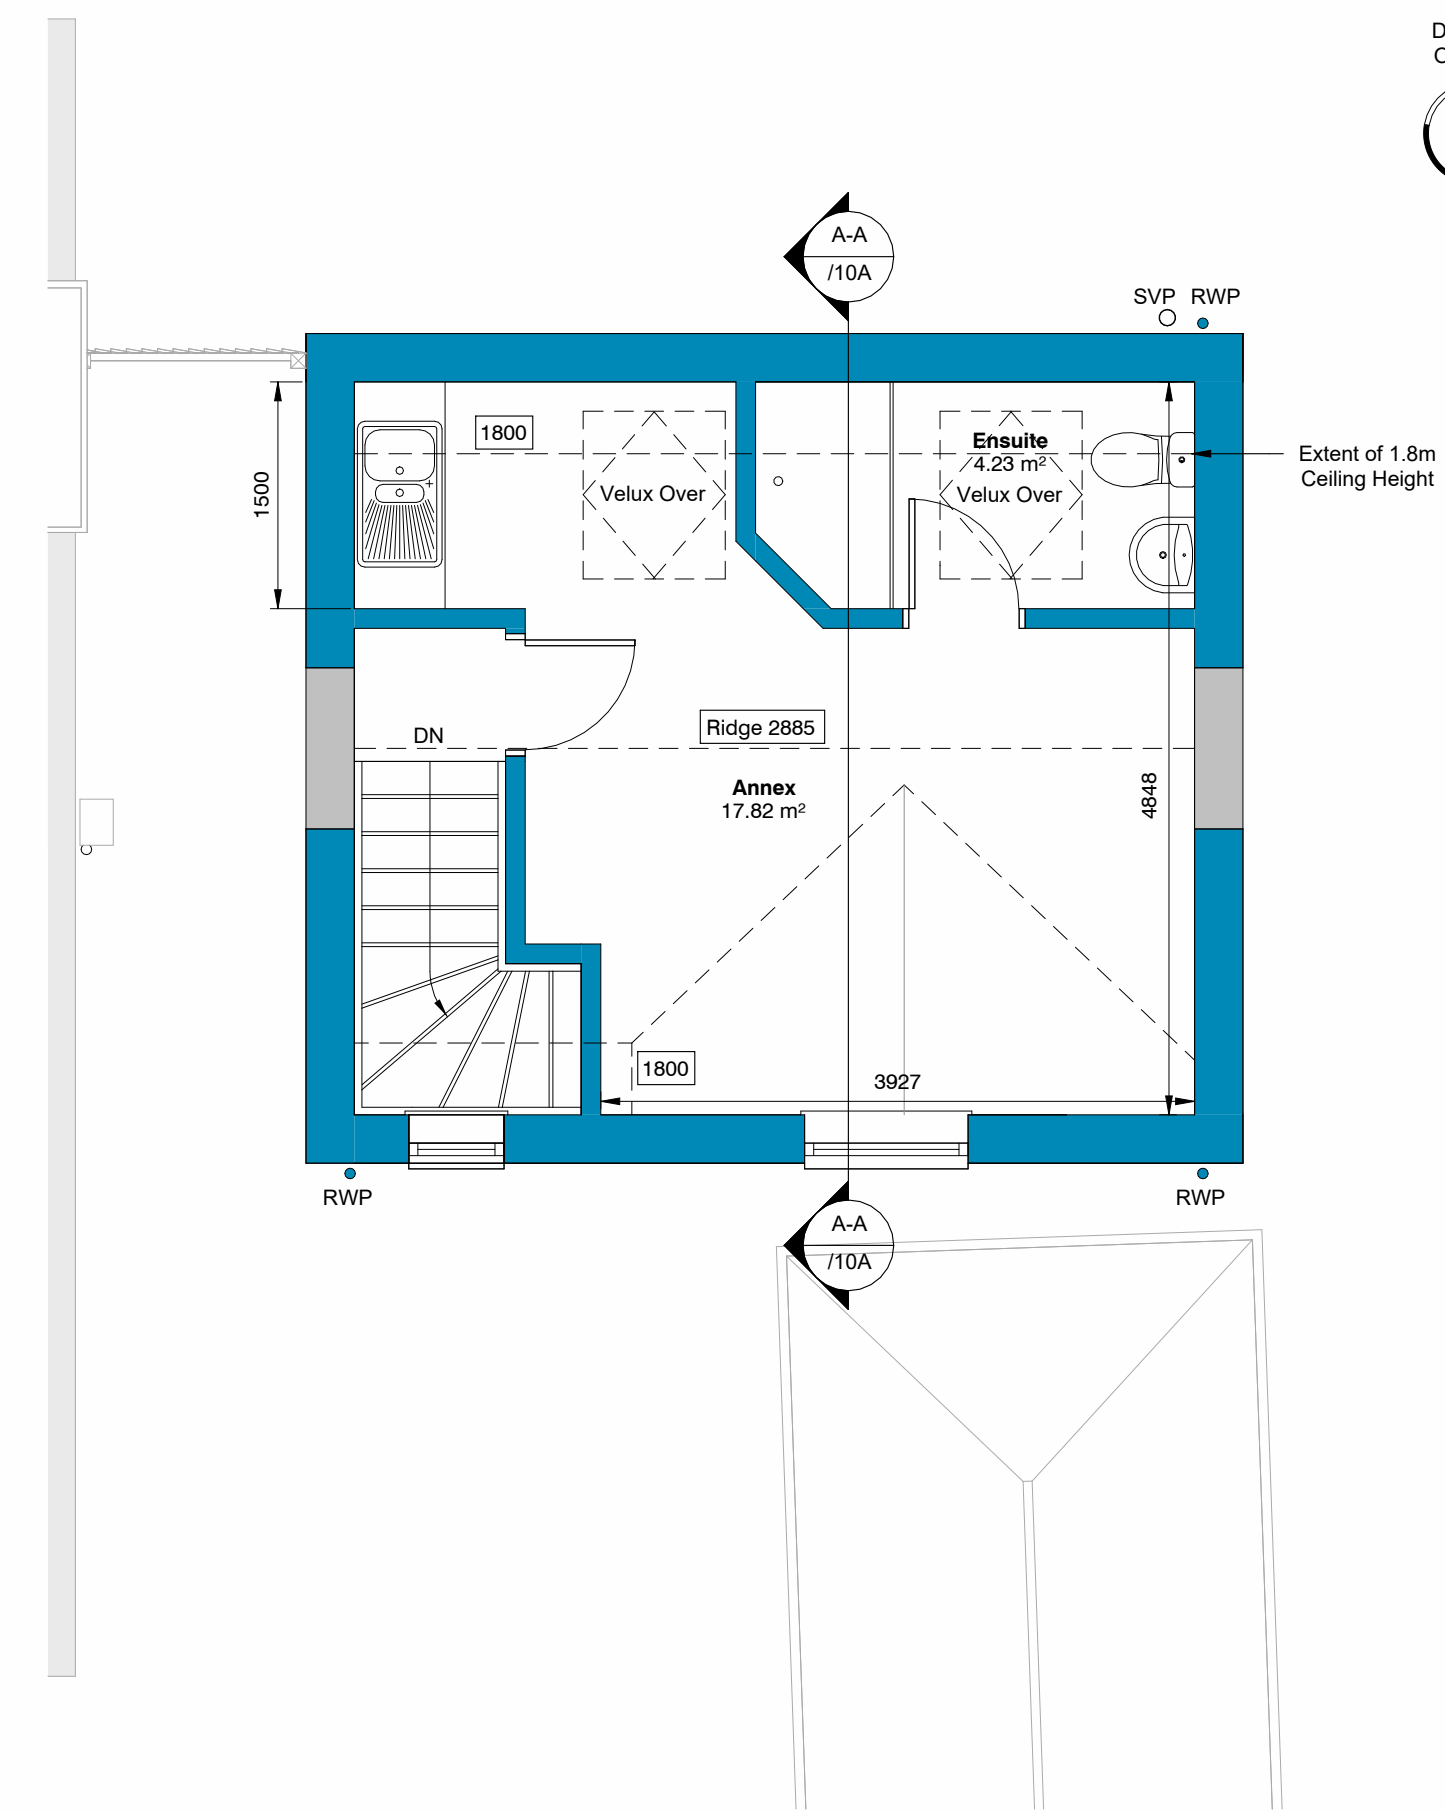 D
C
A-A
/10A
SVP RWP
1800
Ensuite
4.23 m²
Velux Over
Velux Over
Extent of 1.8m
Ceiling Height
1500
DN
Ridge 2885
Annex
17.82 m²
4848
1800
3927
RWP
RWP
A-A
/10A